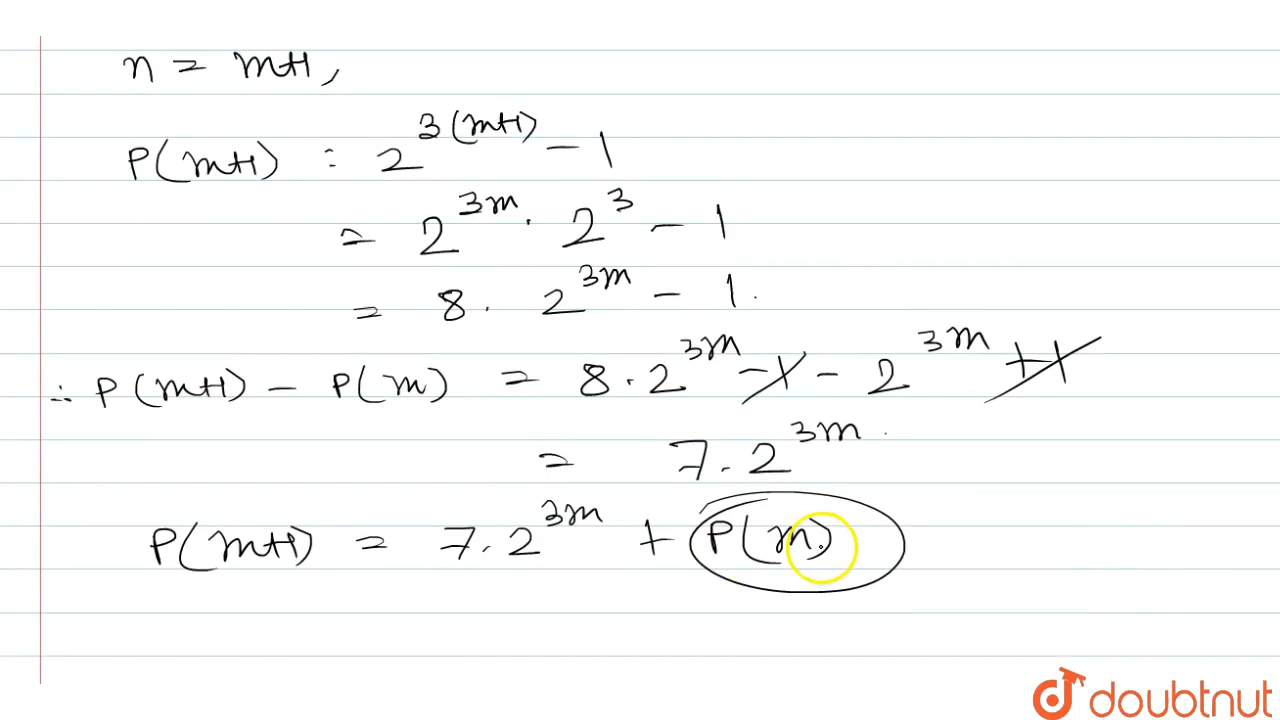 n = m+1,
P(m+1) : 2^3(m+1) - 1
= 2^3m . 2^3 - 1
= 8 . 2^3m - 1.
∴ P(m+1) - P(m) = 8.2^3m - 1 - 2^3m + 1
= 7.2^3m.
P(m+1) = 7.2^3m + P(m)
doubtnut